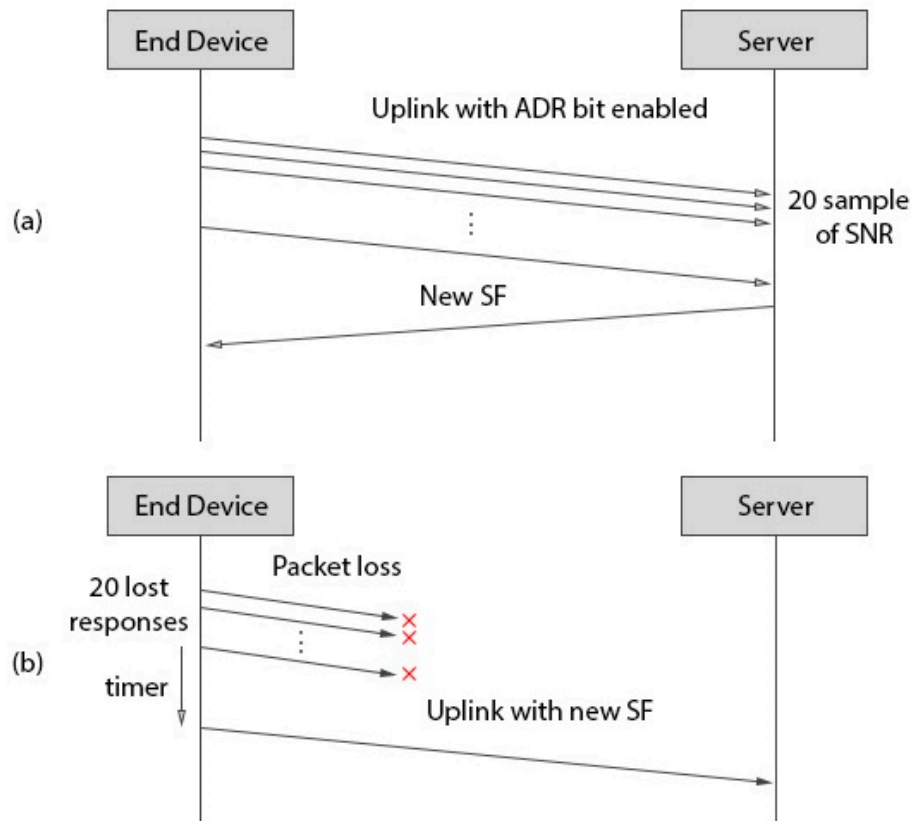 End Device
Server
Uplink with ADR bit enabled
(a)
20 sample
of SNR
New SF
End Device
Server
Packet loss
20 lost
responses
(b)
timer
Uplink with new SF